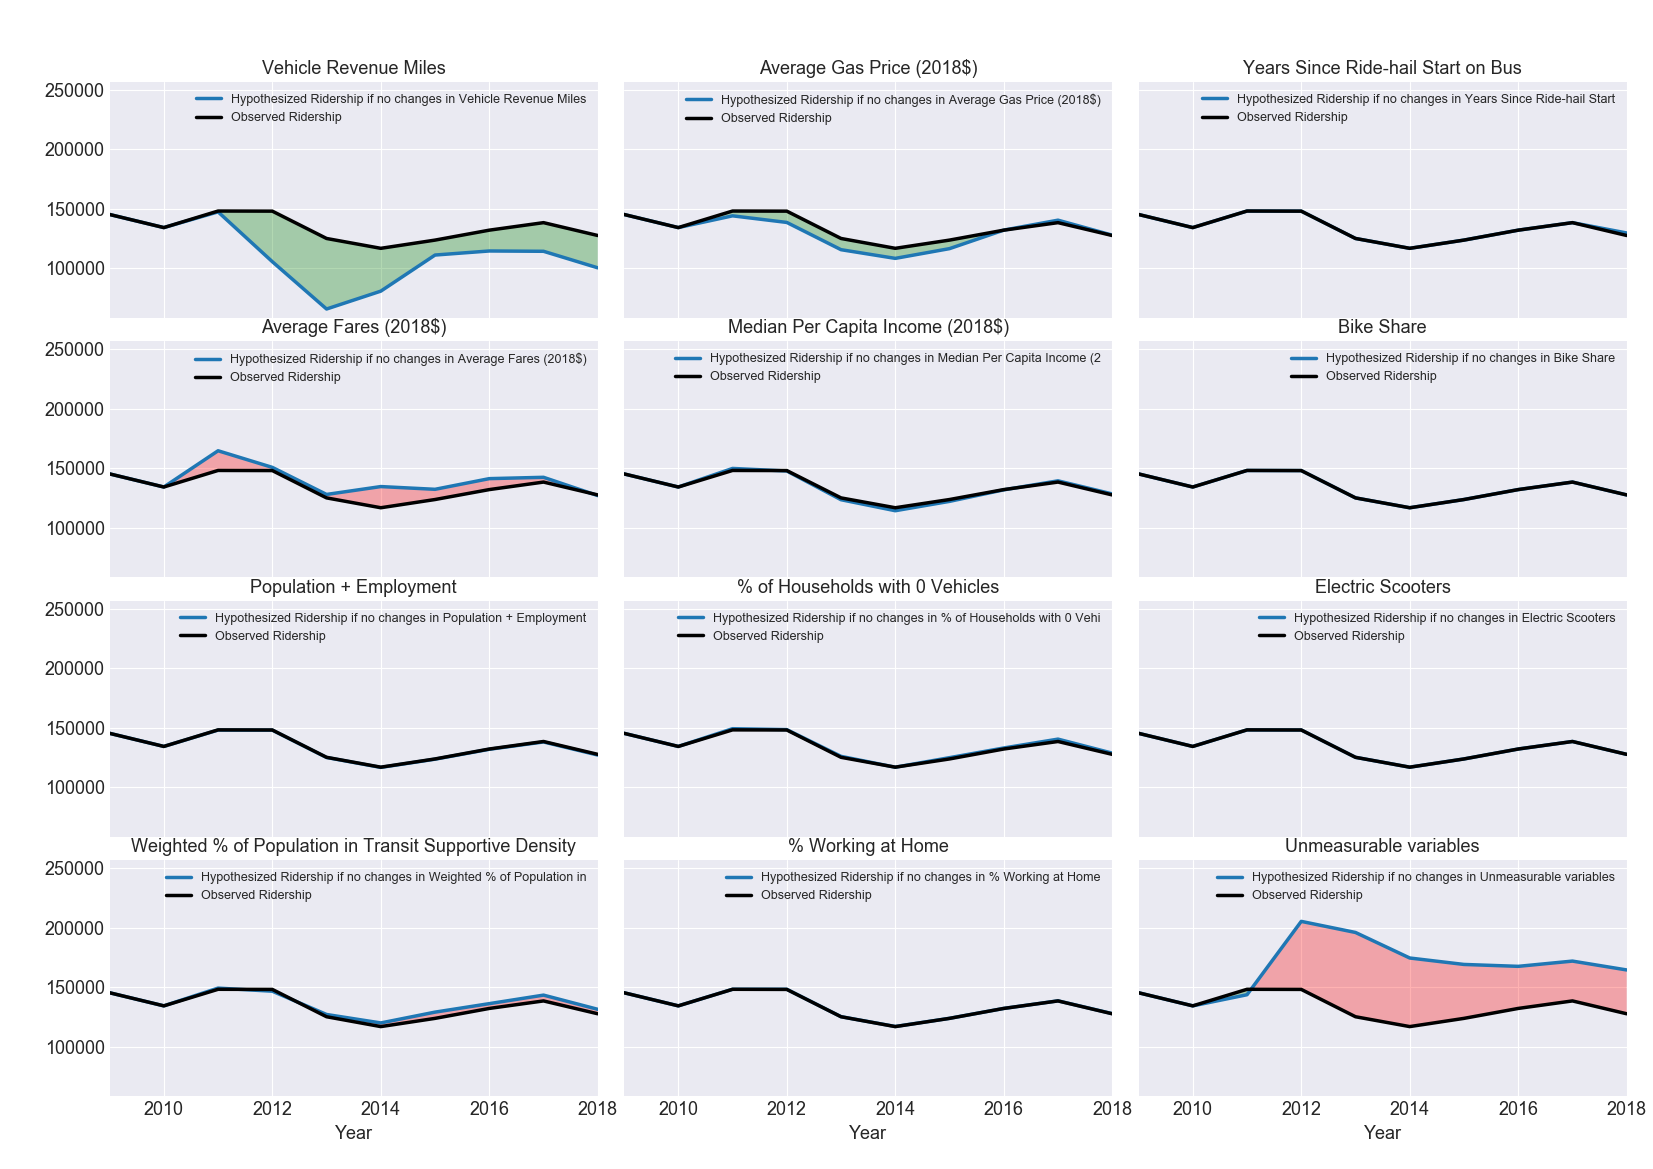 Vehicle Revenue Miles
250000
200000
150000
100000
Hypothesized Ridership if no changes in Vehicle Revenue Miles
Observed Ridership
Average Gas Price (2018$)
Hypothesized Ridership if no changes in Average Gas Price (2018$)
Observed Ridership
Years Since Ride-hail Start on Bus
Hypothesized Ridership if no changes in Years Since Ride-hail Start
Observed Ridership
Average Fares (2018$)
250000
200000
150000
100000
Hypothesized Ridership if no changes in Average Fares (2018$)
Observed Ridership
Median Per Capita Income (2018$)
Hypothesized Ridership if no changes in Median Per Capita Income (2
Observed Ridership
Bike Share
Hypothesized Ridership if no changes in Bike Share
Observed Ridership
Population + Employment
250000
200000
150000
100000
Hypothesized Ridership if no changes in Population + Employment
Observed Ridership
% of Households with 0 Vehicles
Hypothesized Ridership if no changes in % of Households with 0 Vehi
Observed Ridership
Electric Scooters
Hypothesized Ridership if no changes in Electric Scooters
Observed Ridership
Weighted % of Population in Transit Supportive Density
250000
200000
150000
100000
Hypothesized Ridership if no changes in Weighted % of Population in
Observed Ridership
2010 2012 2014 2016 2018
Year
% Working at Home
Hypothesized Ridership if no changes in % Working at Home
Observed Ridership
2010 2012 2014 2016 2018
Year
Unmeasurable variables
Hypothesized Ridership if no changes in Unmeasurable variables
Observed Ridership
2010 2012 2014 2016 2018
Year